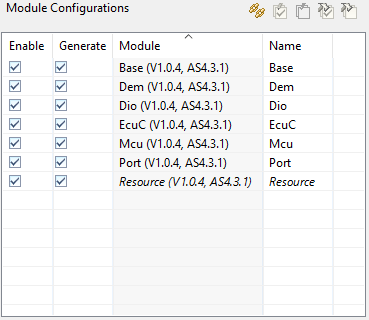 Module Configurations
Enable Generate Module Name
Base (V1.0.4, AS4.3.1) Base
Dem (V1.0.4, AS4.3.1) Dem
Dio (V1.0.4, AS4.3.1) Dio
EcuC (V1.0.4, AS4.3.1) EcuC
Mcu (V1.0.4, AS4.3.1) Mcu
Port (V1.0.4, AS4.3.1) Port
Resource (V1.0.4, AS4.3.1) Resource